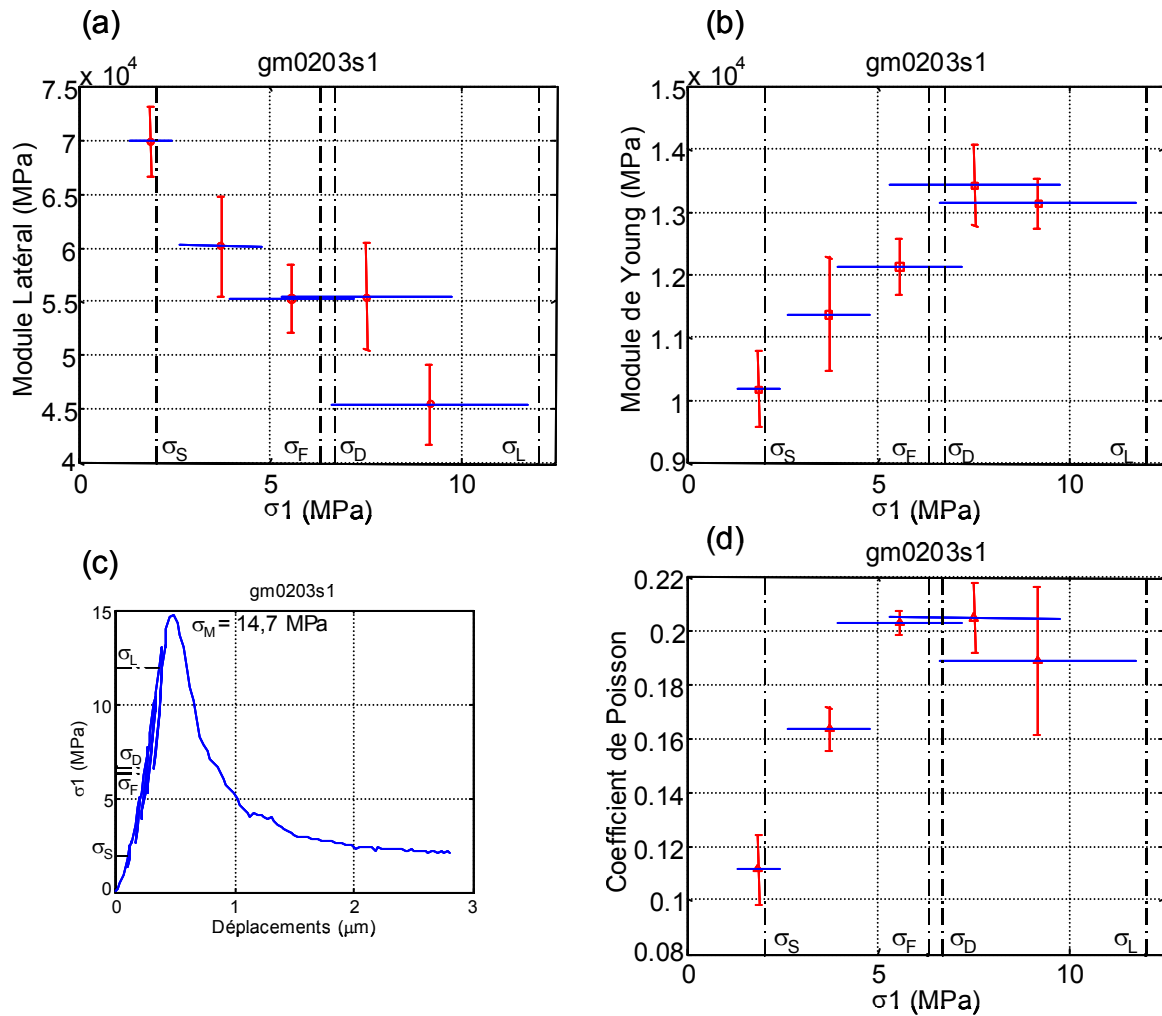 (a)
gm0203s1
x 10⁴
7.5
7
6.5
6
5.5
5
4.5
4
Module Latéral (MPa)
σS
σF
σD
σL
0
5
10
σ1 (MPa)
(b)
gm0203s1
x 10⁴
1.5
1.4
1.3
1.2
1.1
1
0.9
Module de Young (MPa)
σS
σF
σD
σL
0
5
10
σ1 (MPa)
(c)
gm0203s1
σM = 14,7 MPa
15
10
5
0
σL
σD
σF
σS
σ1 (MPa)
0
1
2
3
Déplacements (μm)
(d)
gm0203s1
0.22
0.2
0.18
0.16
0.14
0.12
0.1
0.08
Coefficient de Poisson
σS
σF
σD
σL
0
5
10
σ1 (MPa)